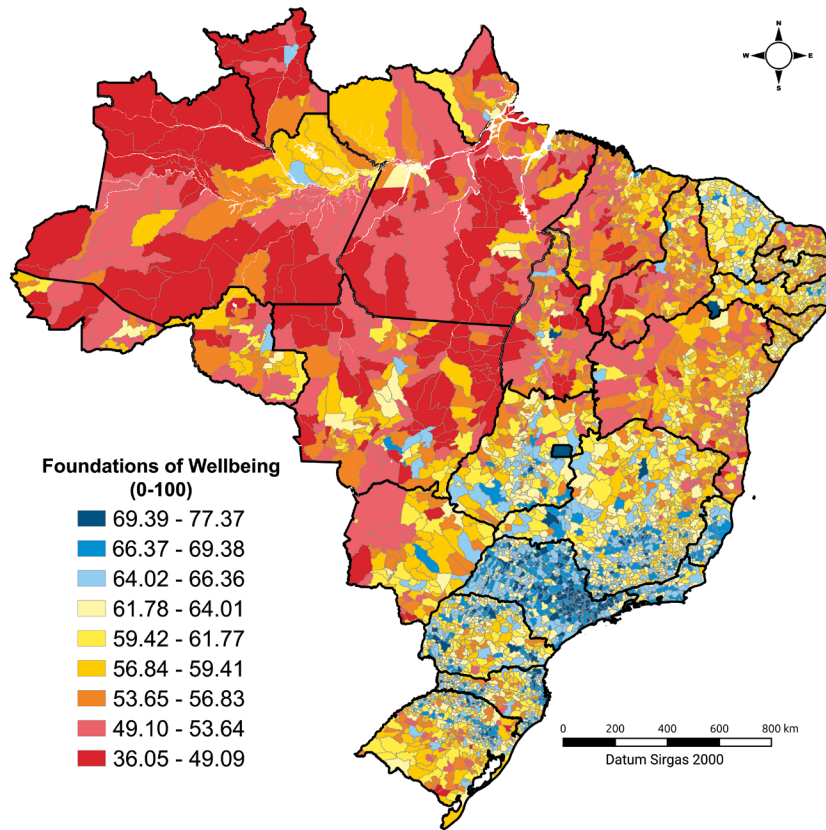 N
W E
S
Foundations of Wellbeing
(0-100)
69.39 - 77.37
66.37 - 69.38
64.02 - 66.36
61.78 - 64.01
59.42 - 61.77
56.84 - 59.41
53.65 - 56.83
49.10 - 53.64
36.05 - 49.09
0 200 400 600 800 km
Datum Sirgas 2000